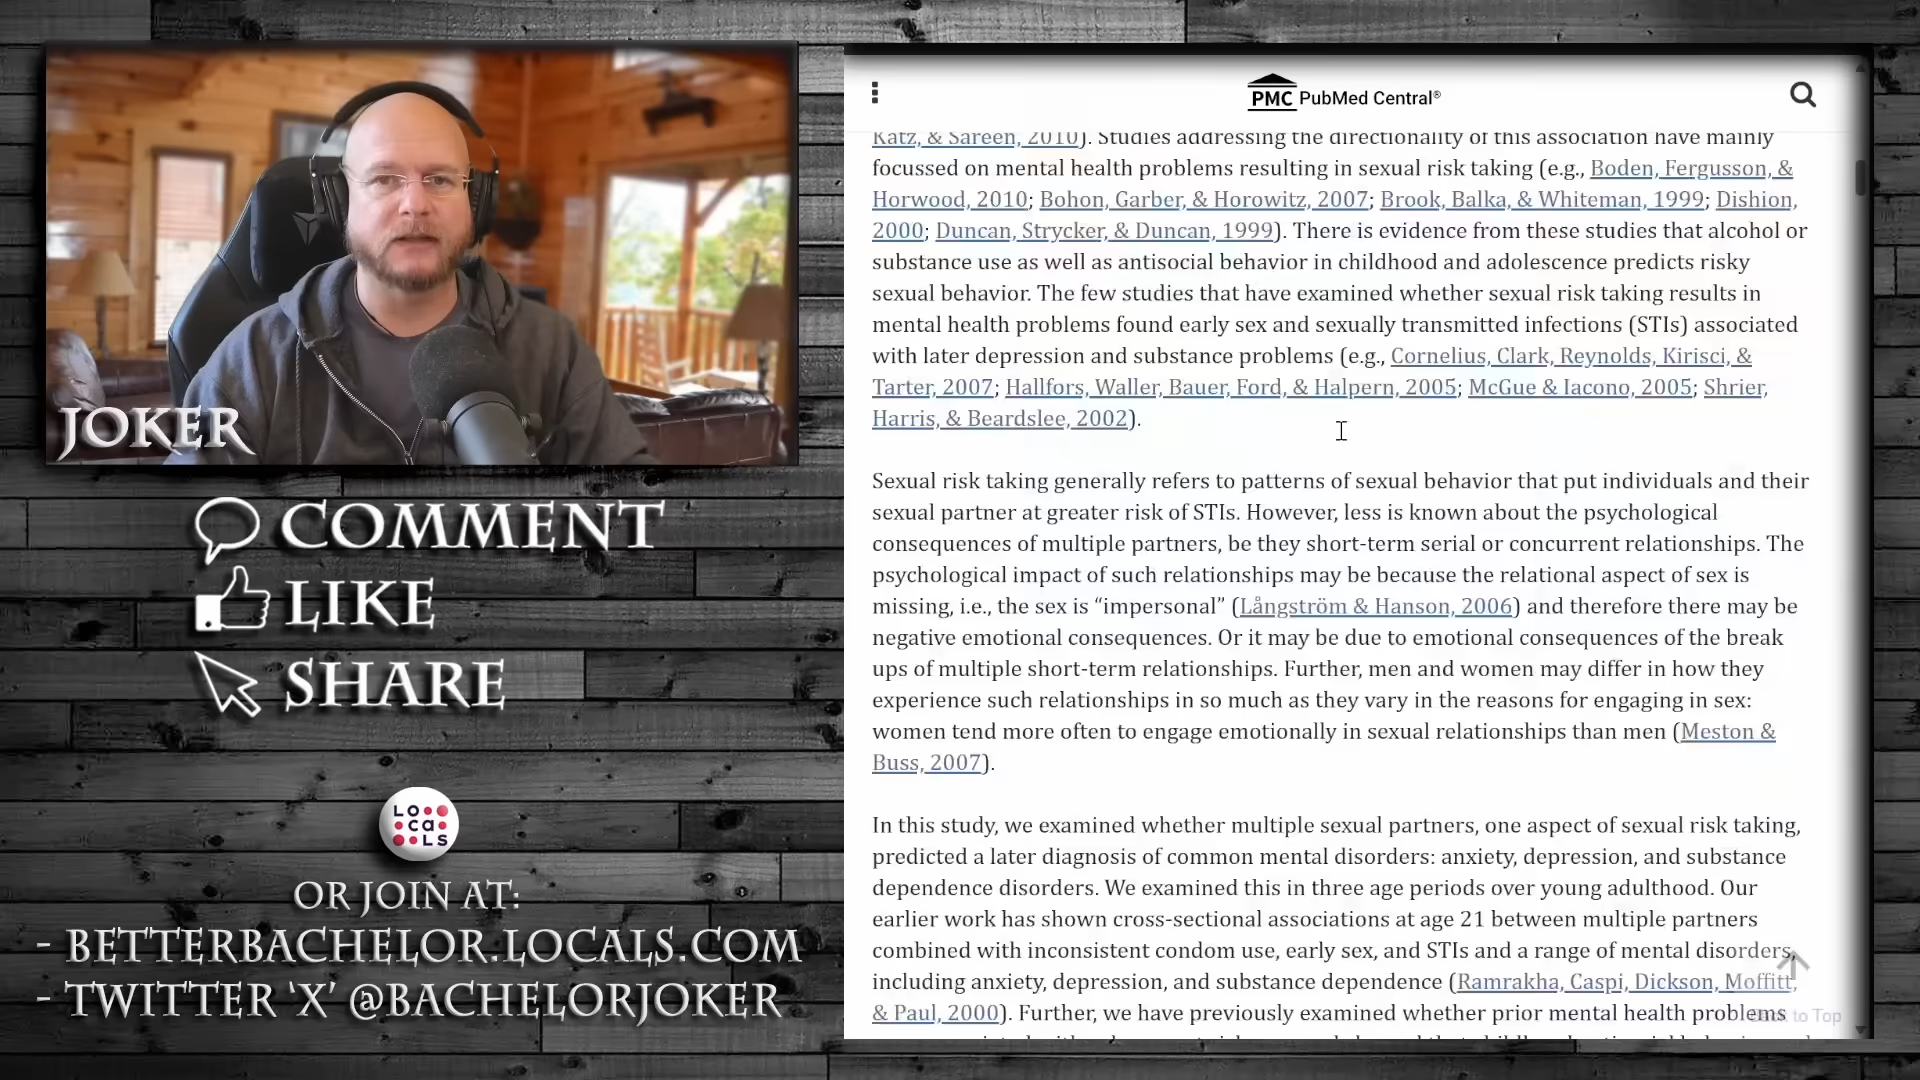 JOKER
COMMENT
LIKE
SHARE
LO
ca
LS
OR JOIN AT:
- BETTERBACHELOR.LOCALS.COM
- TWITTER ‘X’ @BACHELORJOKER
PMC PubMed Central®
Katz, & Sareen, 2010). Studies addressing the directionality of this association have mainly
focussed on mental health problems resulting in sexual risk taking (e.g., Boden, Fergusson, &
Horwood, 2010; Bohon, Garber, & Horowitz, 2007; Brook, Balka, & Whiteman, 1999; Dishion,
2000; Duncan, Strycker, & Duncan, 1999). There is evidence from these studies that alcohol or
substance use as well as antisocial behavior in childhood and adolescence predicts risky
sexual behavior. The few studies that have examined whether sexual risk taking results in
mental health problems found early sex and sexually transmitted infections (STIs) associated
with later depression and substance problems (e.g., Cornelius, Clark, Reynolds, Kirisci, &
Tarter, 2007; Hallfors, Waller, Bauer, Ford, & Halpern, 2005; McGue & Iacono, 2005; Shrier,
Harris, & Beardslee, 2002).
Sexual risk taking generally refers to patterns of sexual behavior that put individuals and their
sexual partner at greater risk of STIs. However, less is known about the psychological
consequences of multiple partners, be they short-term serial or concurrent relationships. The
psychological impact of such relationships may be because the relational aspect of sex is
missing, i.e., the sex is “impersonal” (Långström & Hanson, 2006) and therefore there may be
negative emotional consequences. Or it may be due to emotional consequences of the break
ups of multiple short-term relationships. Further, men and women may differ in how they
experience such relationships in so much as they vary in the reasons for engaging in sex:
women tend more often to engage emotionally in sexual relationships than men (Meston &
Buss, 2007).
In this study, we examined whether multiple sexual partners, one aspect of sexual risk taking,
predicted a later diagnosis of common mental disorders: anxiety, depression, and substance
dependence disorders. We examined this in three age periods over young adulthood. Our
earlier work has shown cross-sectional associations at age 21 between multiple partners
combined with inconsistent condom use, early sex, and STIs and a range of mental disorders,
including anxiety, depression, and substance dependence (Ramrakha, Caspi, Dickson, Moffitt,
& Paul, 2000). Further, we have previously examined whether prior mental health problems
Back to Top